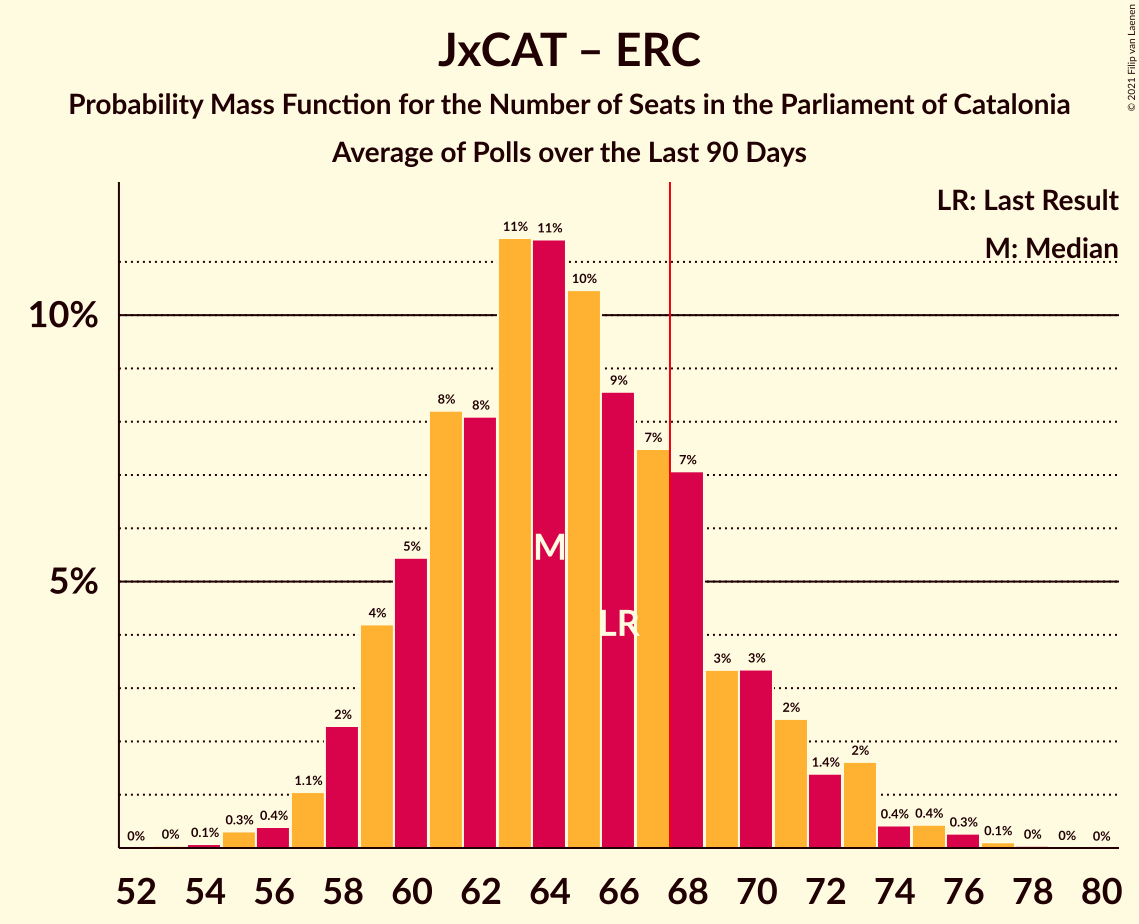 JxCAT – ERC
Probability Mass Function for the Number of Seats in the Parliament of Catalonia
Average of Polls over the Last 90 Days
© 2021 Filip van Laenen
LR: Last Result
M: Median
10%
5%
0% 0% 0.1% 0.3% 0.4% 1.1% 2% 4% 5% 8% 8% 11% 11% 10% 9% 7% 7% 3% 3% 2% 1.4% 2% 0.4% 0.4% 0.3% 0.1% 0% 0% 0%
M
LR
52 54 56 58 60 62 64 66 68 70 72 74 76 78 80